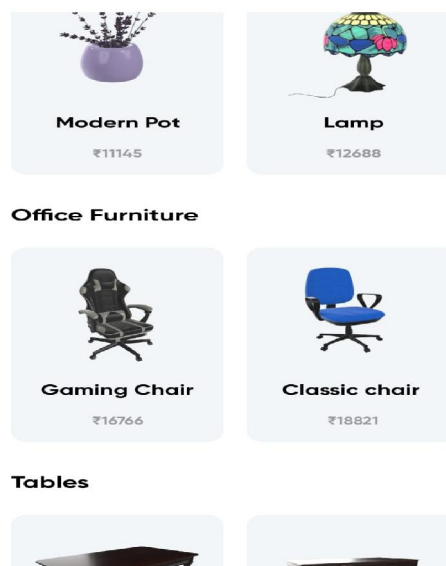 Modern Pot
Lamp
₹11145
₹12688
Office Furniture
Gaming Chair
Classic chair
₹16766
₹18821
Tables